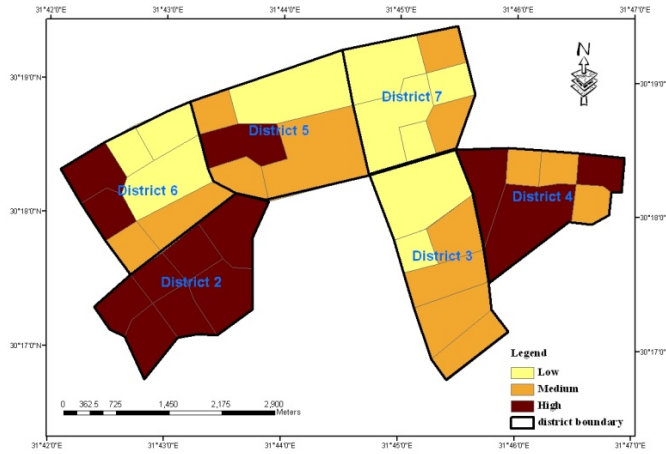 31°42'0"E 31°43'0"E 31°44'0"E 31°45'0"E 31°46'0"E 31°47'0"E
N
30°19'0"N 30°19'0"N
District 7
District 5
District 6
District 4
30°18'0"N 30°18'0"N
District 3
District 2
30°17'0"N 30°17'0"N
Legend
Low
Medium
High
district boundary
0 362.5 725 1,450 2,175 2,900
Meters
31°42'0"E 31°43'0"E 31°44'0"E 31°45'0"E 31°46'0"E 31°47'0"E